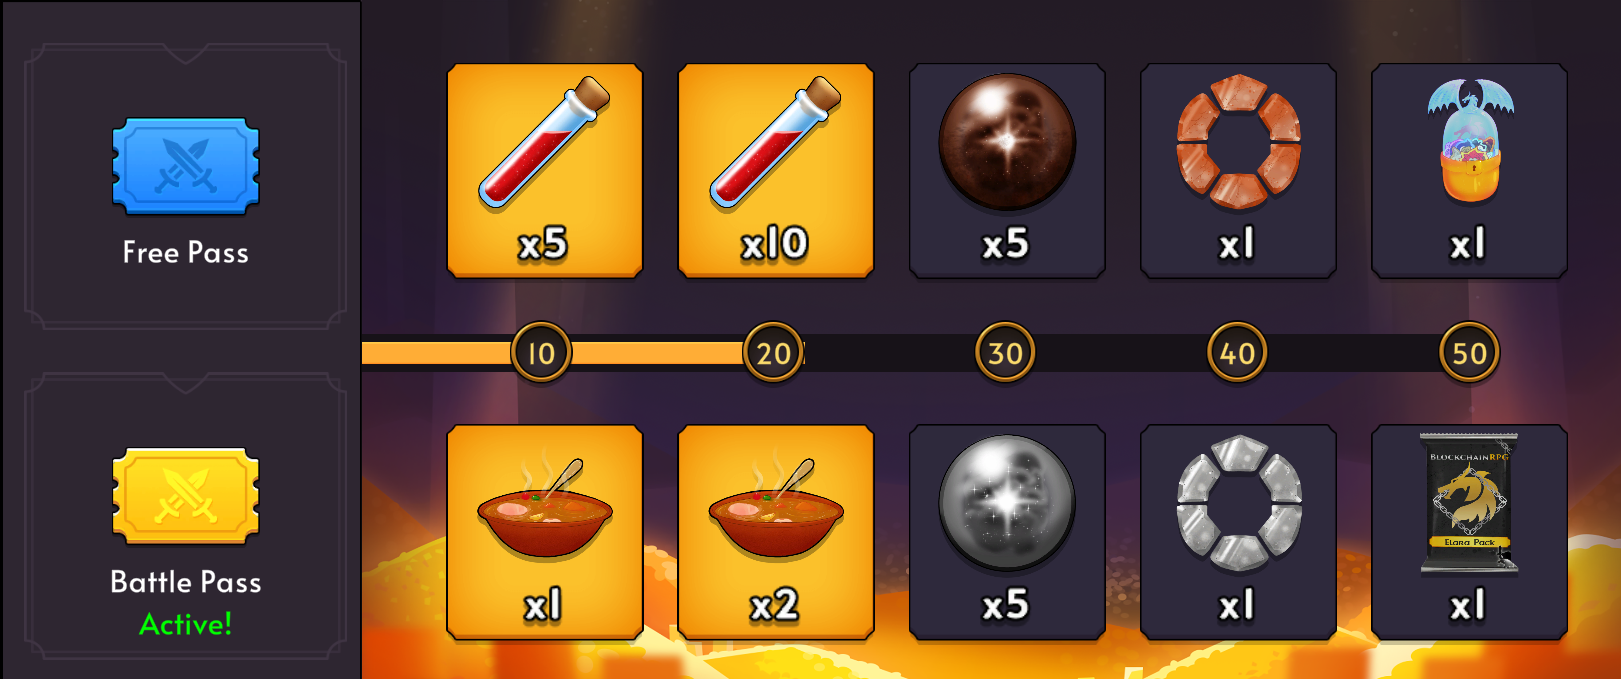 Free Pass
x5
x10
x5
x1
x1
10
20
30
40
50
Battle Pass
Active!
BLOCKCHAINRPG
Elara Pack
x1
x2
x5
x1
x1